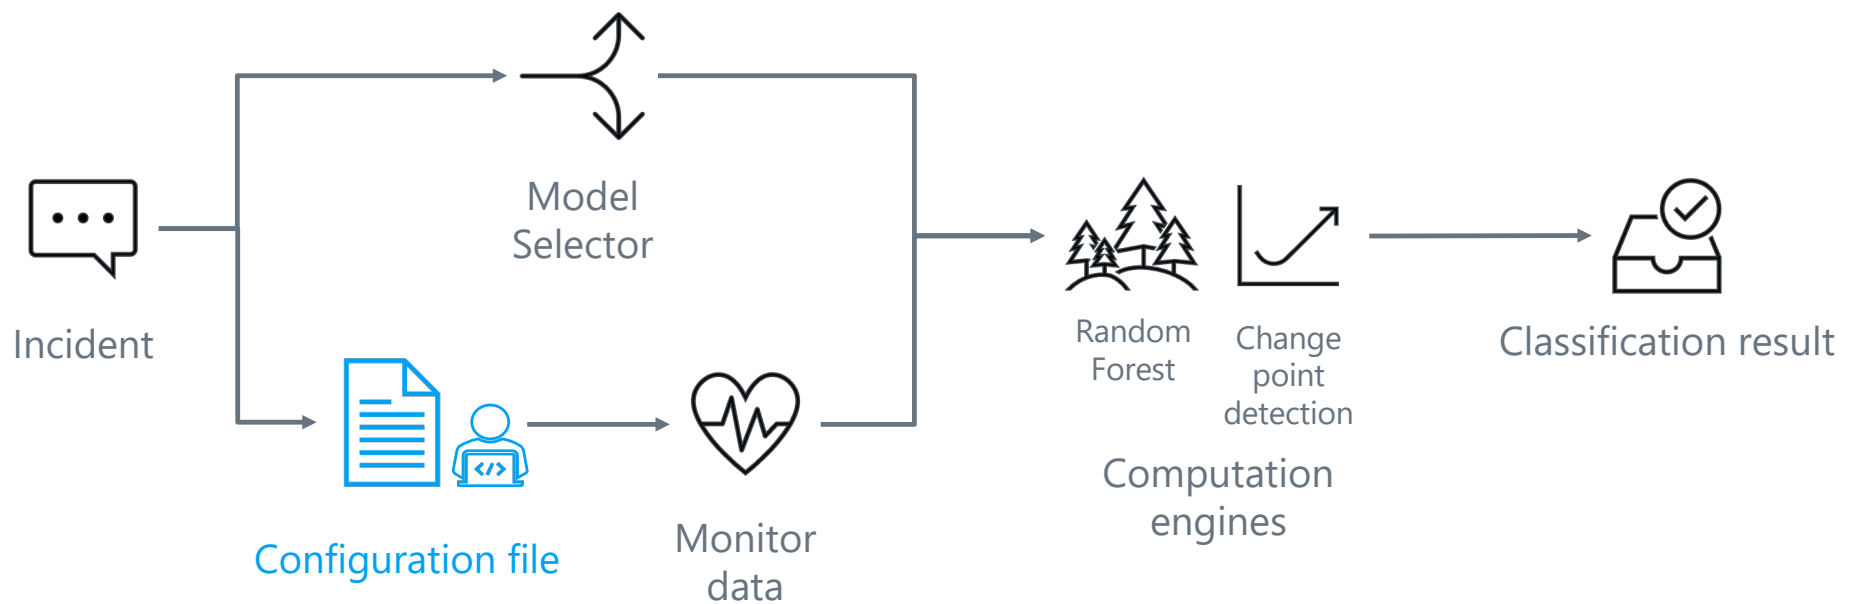 Incident
Model
Selector
Configuration file
</>
Monitor
data
Random
Forest
Change
point
detection
Computation
engines
Classification result